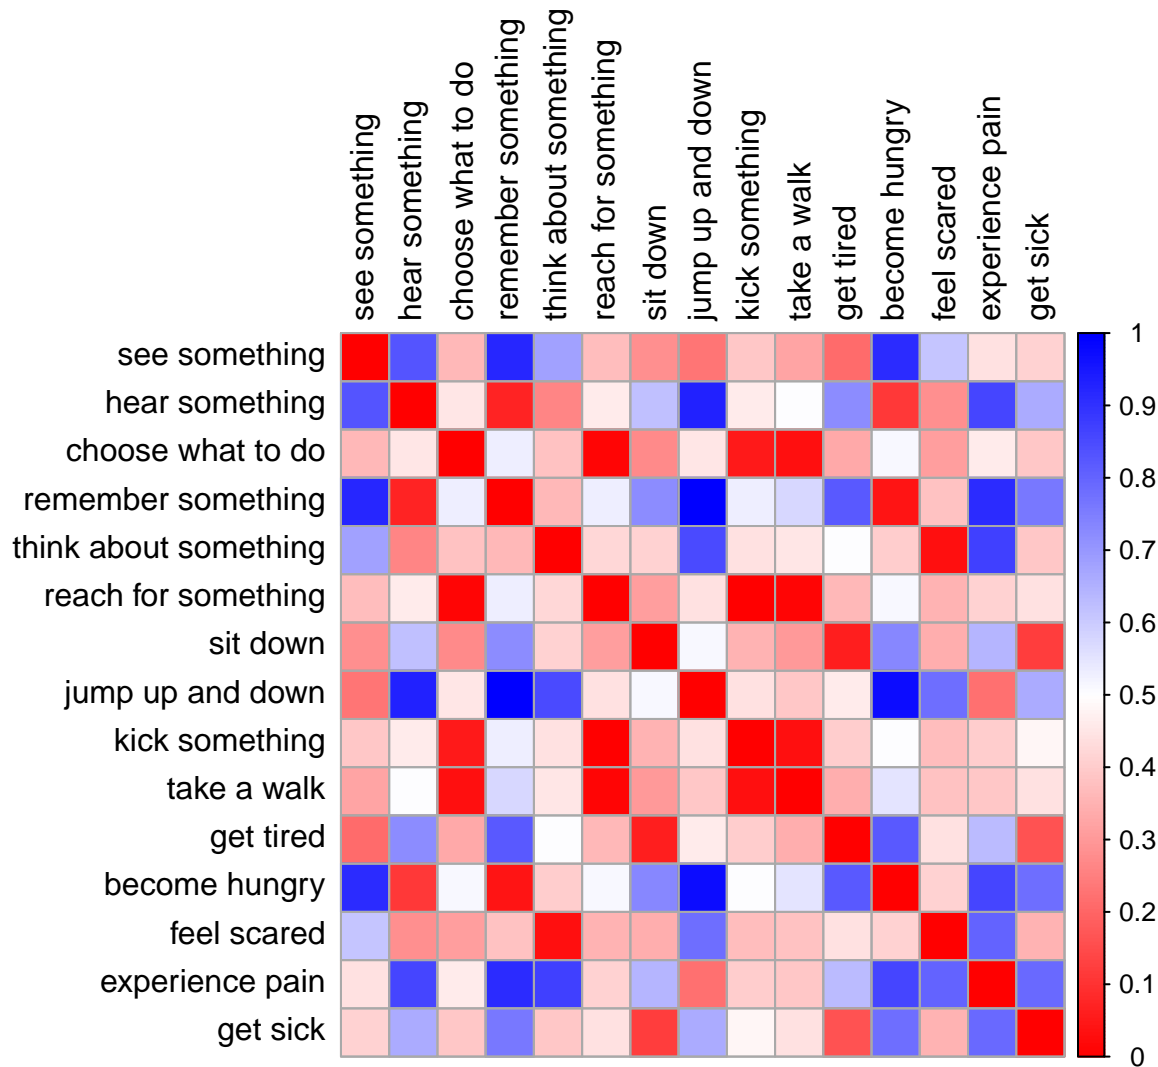 see something
hear something
choose what to do
remember something
think about something
reach for something
sit down
jump up and down
kick something
take a walk
get tired
become hungry
feel scared
experience pain
get sick
see something
hear something
choose what to do
remember something
think about something
reach for something
sit down
jump up and down
kick something
take a walk
get tired
become hungry
feel scared
experience pain
get sick
1
0.9
0.8
0.7
0.6
0.5
0.4
0.3
0.2
0.1
0